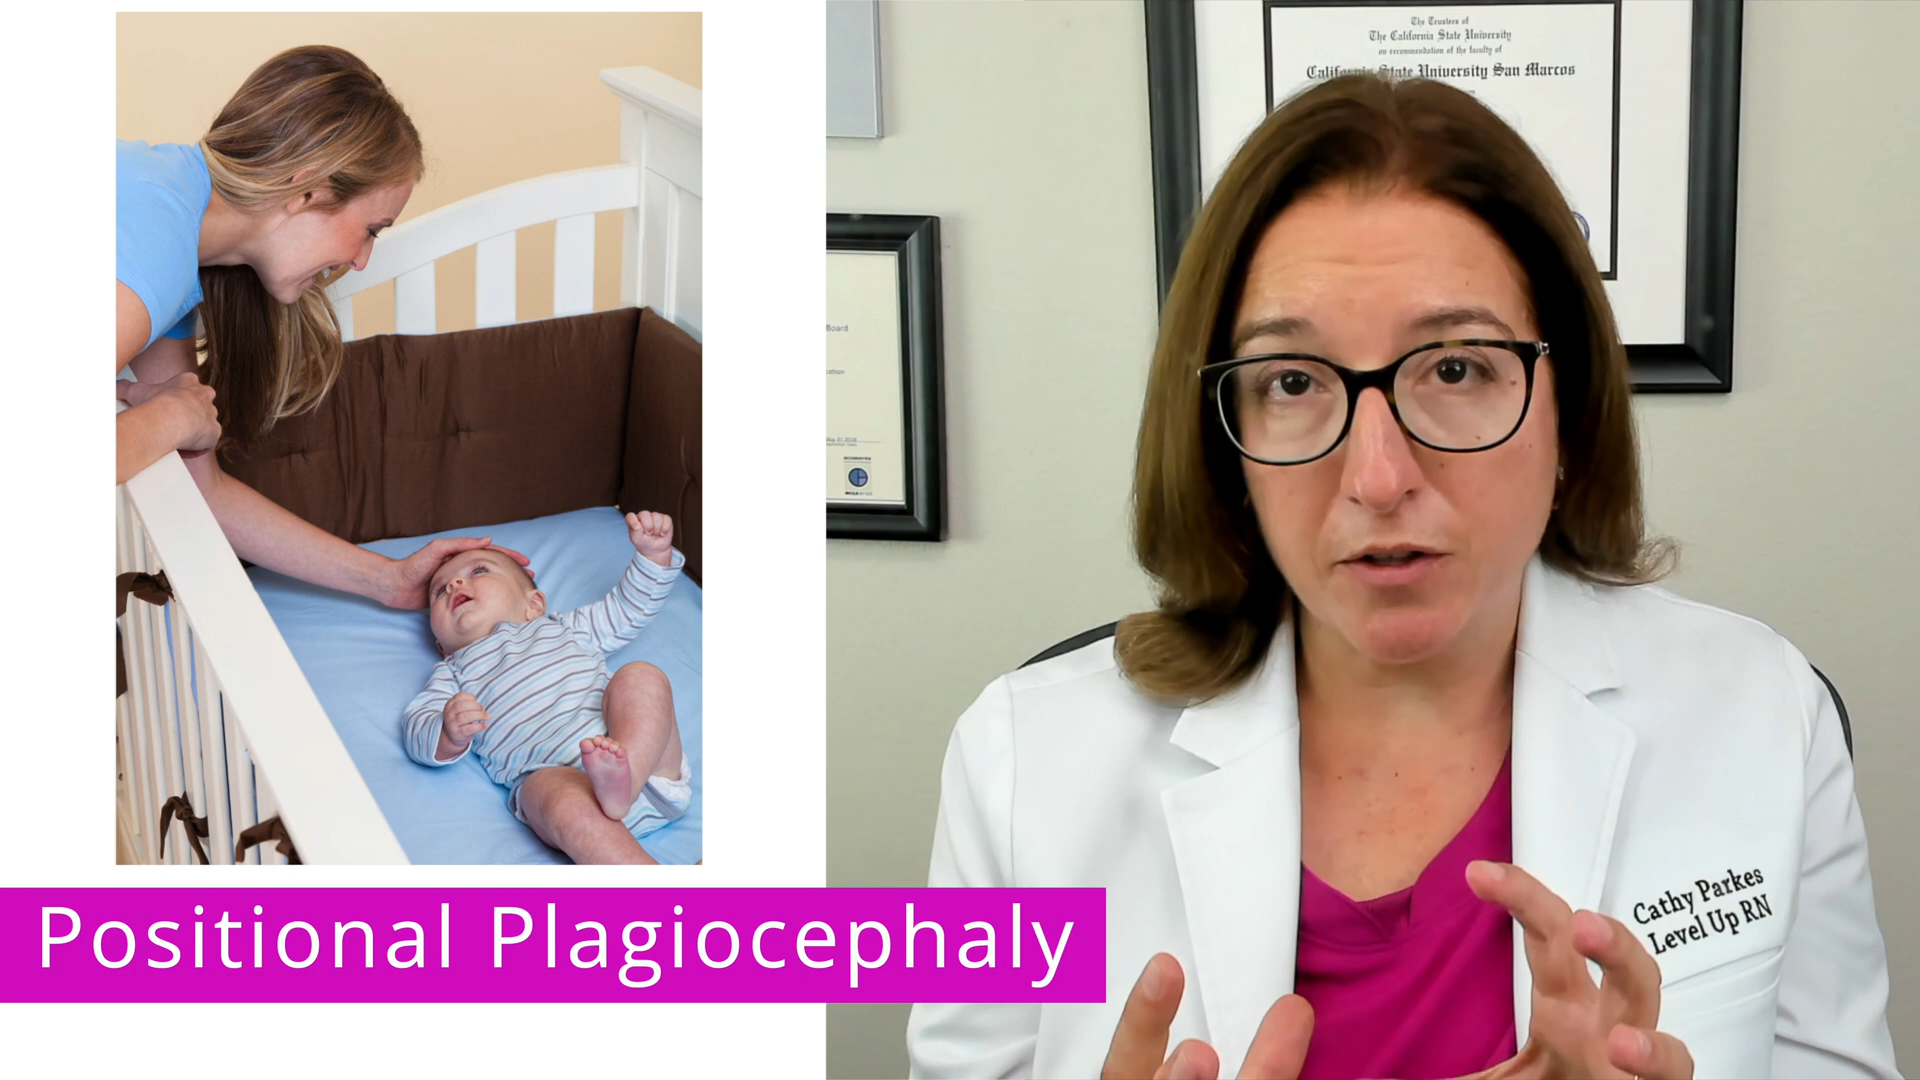 The Trustees of
The California State University
on recommendation of the faculty of
California State University San Marcos
Board
Positional Plagiocephaly
Cathy Parkes
Level Up RN